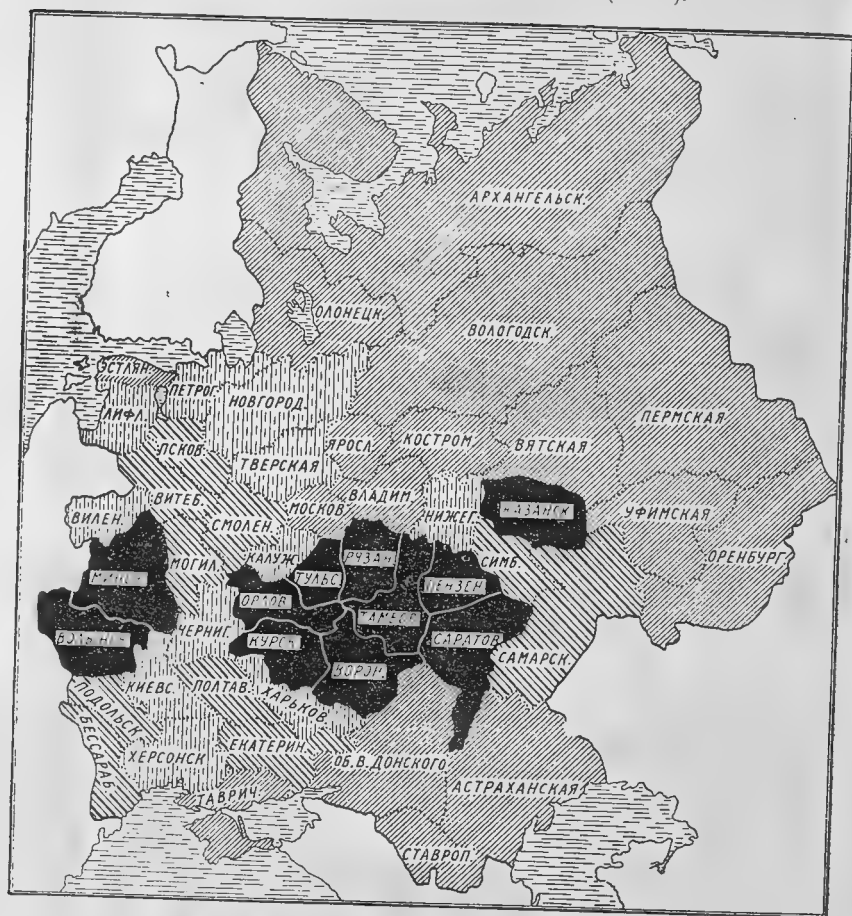 АРХАНГЕЛЬСК.
ОЛОНЕЦК.
ВОЛОГОДСК.
ЭСТЛЯН.
ПЕТРОГ.
НОВГОРОД.
ЛИФЛ.
ПЕРМСКАЯ
ПСКОВ.
ЯРОСЛ.
КОСТРОМ.
ВЯТСКАЯ
ТВЕРСКАЯ
ВИТЕБ.
ВЛАДИМ.
ВИЛЕН.
МОСКОВ.
НИЖЕГ.
КАЗАНСК
УФИМСКАЯ
СМОЛЕН.
ОРЕНБУРГ.
КАЛУЖ.
РЯЗАН
СИМБ.
МОГИЛ.
МИНСК
ТУЛЬС.
ПЕНЗЕН
ОРЛОВ
ТАМБОВ
ЧЕРНИГ.
КУРСК
САРАТОВ
ВОЛЫНСК
САМАРСК.
ВОРОН
КИЕВС.
ПОЛТАВ.
ХАРЬКОВ.
ПОДОЛЬСК.
БЕССАРАБ.
ХЕРСОНСК
ЕКАТЕРИН.
ОБ.В.ДОНСКОГО
АСТРАХАНСКАЯ
ТАВРИЧ.
СТАВРОП.